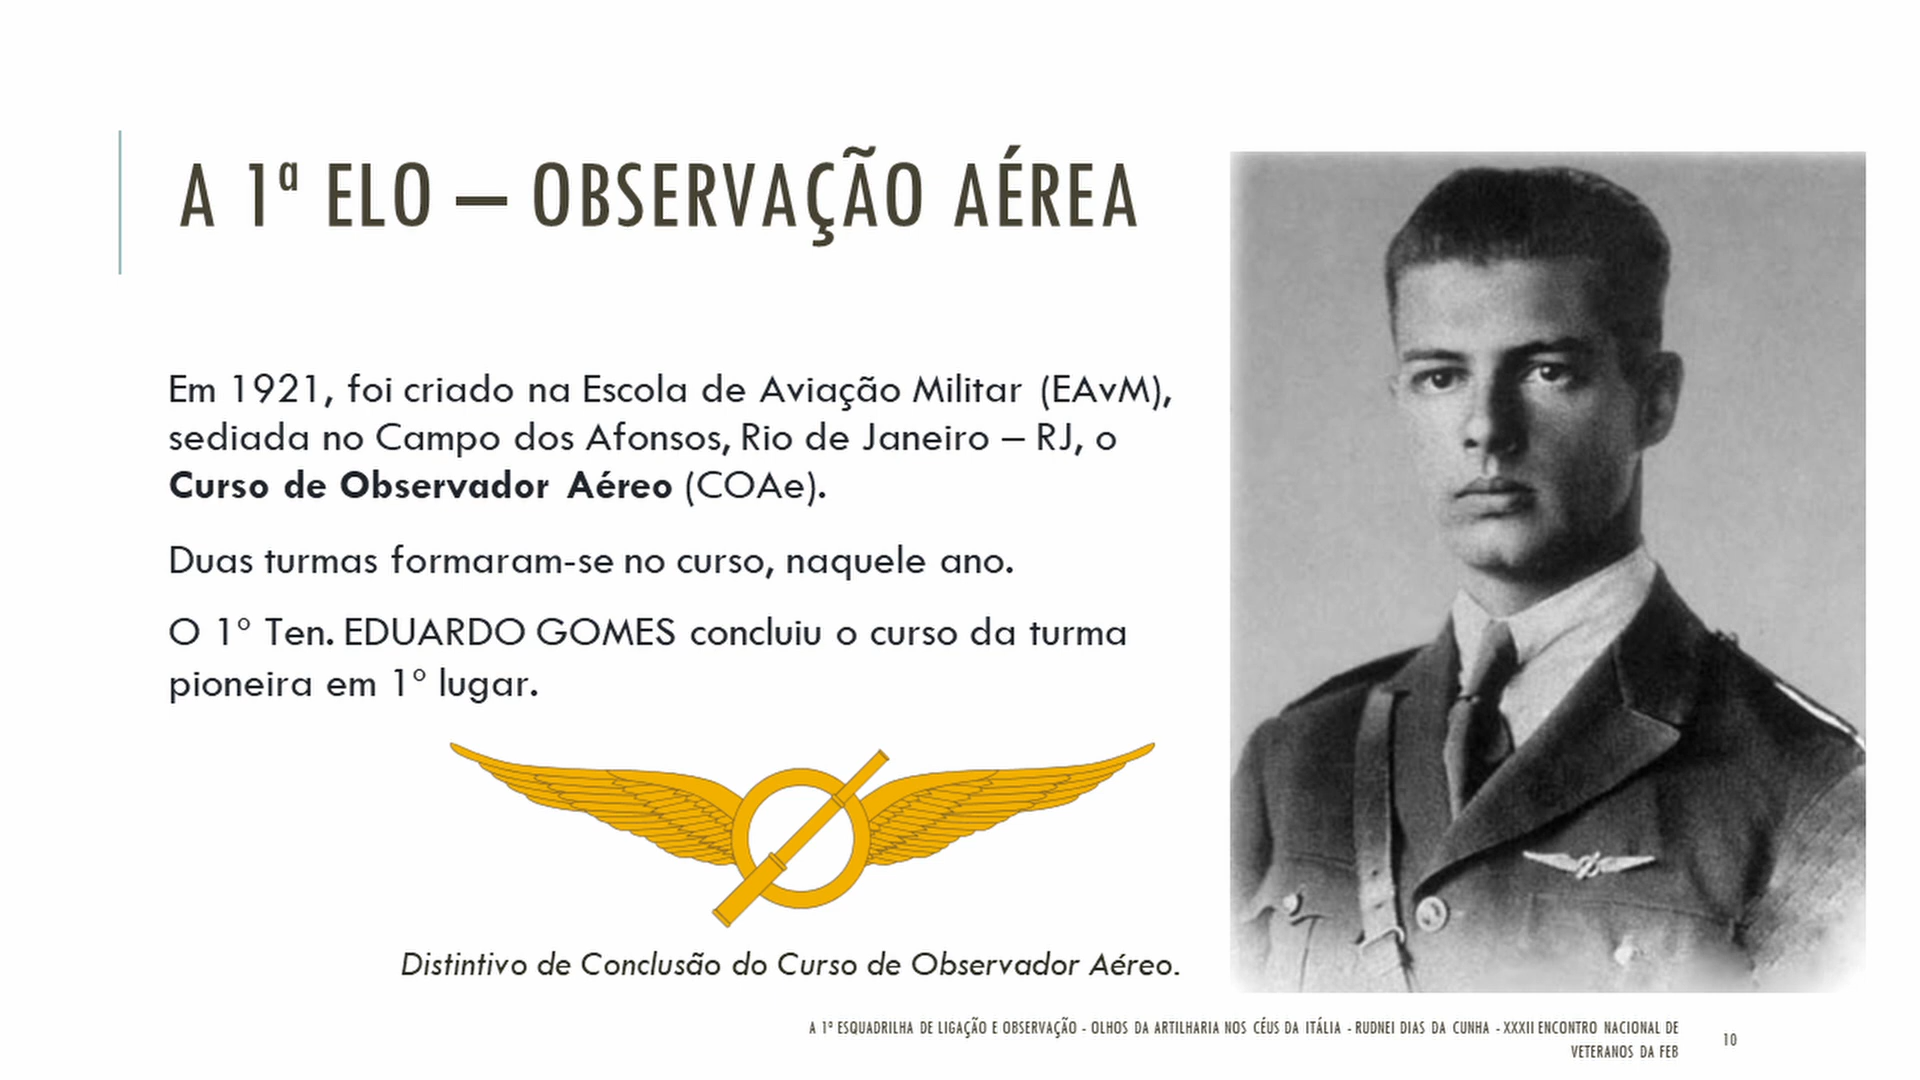 A 1ª ELO – OBSERVAÇÃO AÉREA
Em 1921, foi criado na Escola de Aviação Militar (EAvM),
sediada no Campo dos Afonsos, Rio de Janeiro – RJ, o
Curso de Observador Aéreo (COAe).
Duas turmas formaram-se no curso, naquele ano.
O 1º Ten. EDUARDO GOMES concluiu o curso da turma
pioneira em 1º lugar.
Distintivo de Conclusão do Curso de Observador Aéreo.
A 1ª ESQUADRILHA DE LIGAÇÃO E OBSERVAÇÃO - OLHOS DA ARTILHARIA NOS CÉUS DA ITÁLIA - RUDNEI DIAS DA CUNHA - XXXII ENCONTRO NACIONAL DE
VETERANOS DA FEB
10